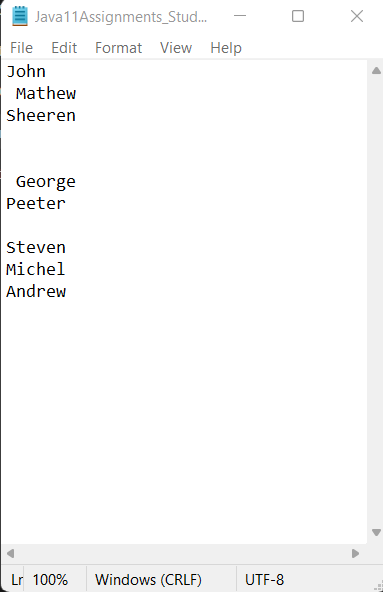 Java11Assignments_Stud...
File Edit Format View Help
John
 Mathew
Sheeren
 George
Peeter
Steven
Michel
Andrew
Ln 100% Windows (CRLF) UTF-8